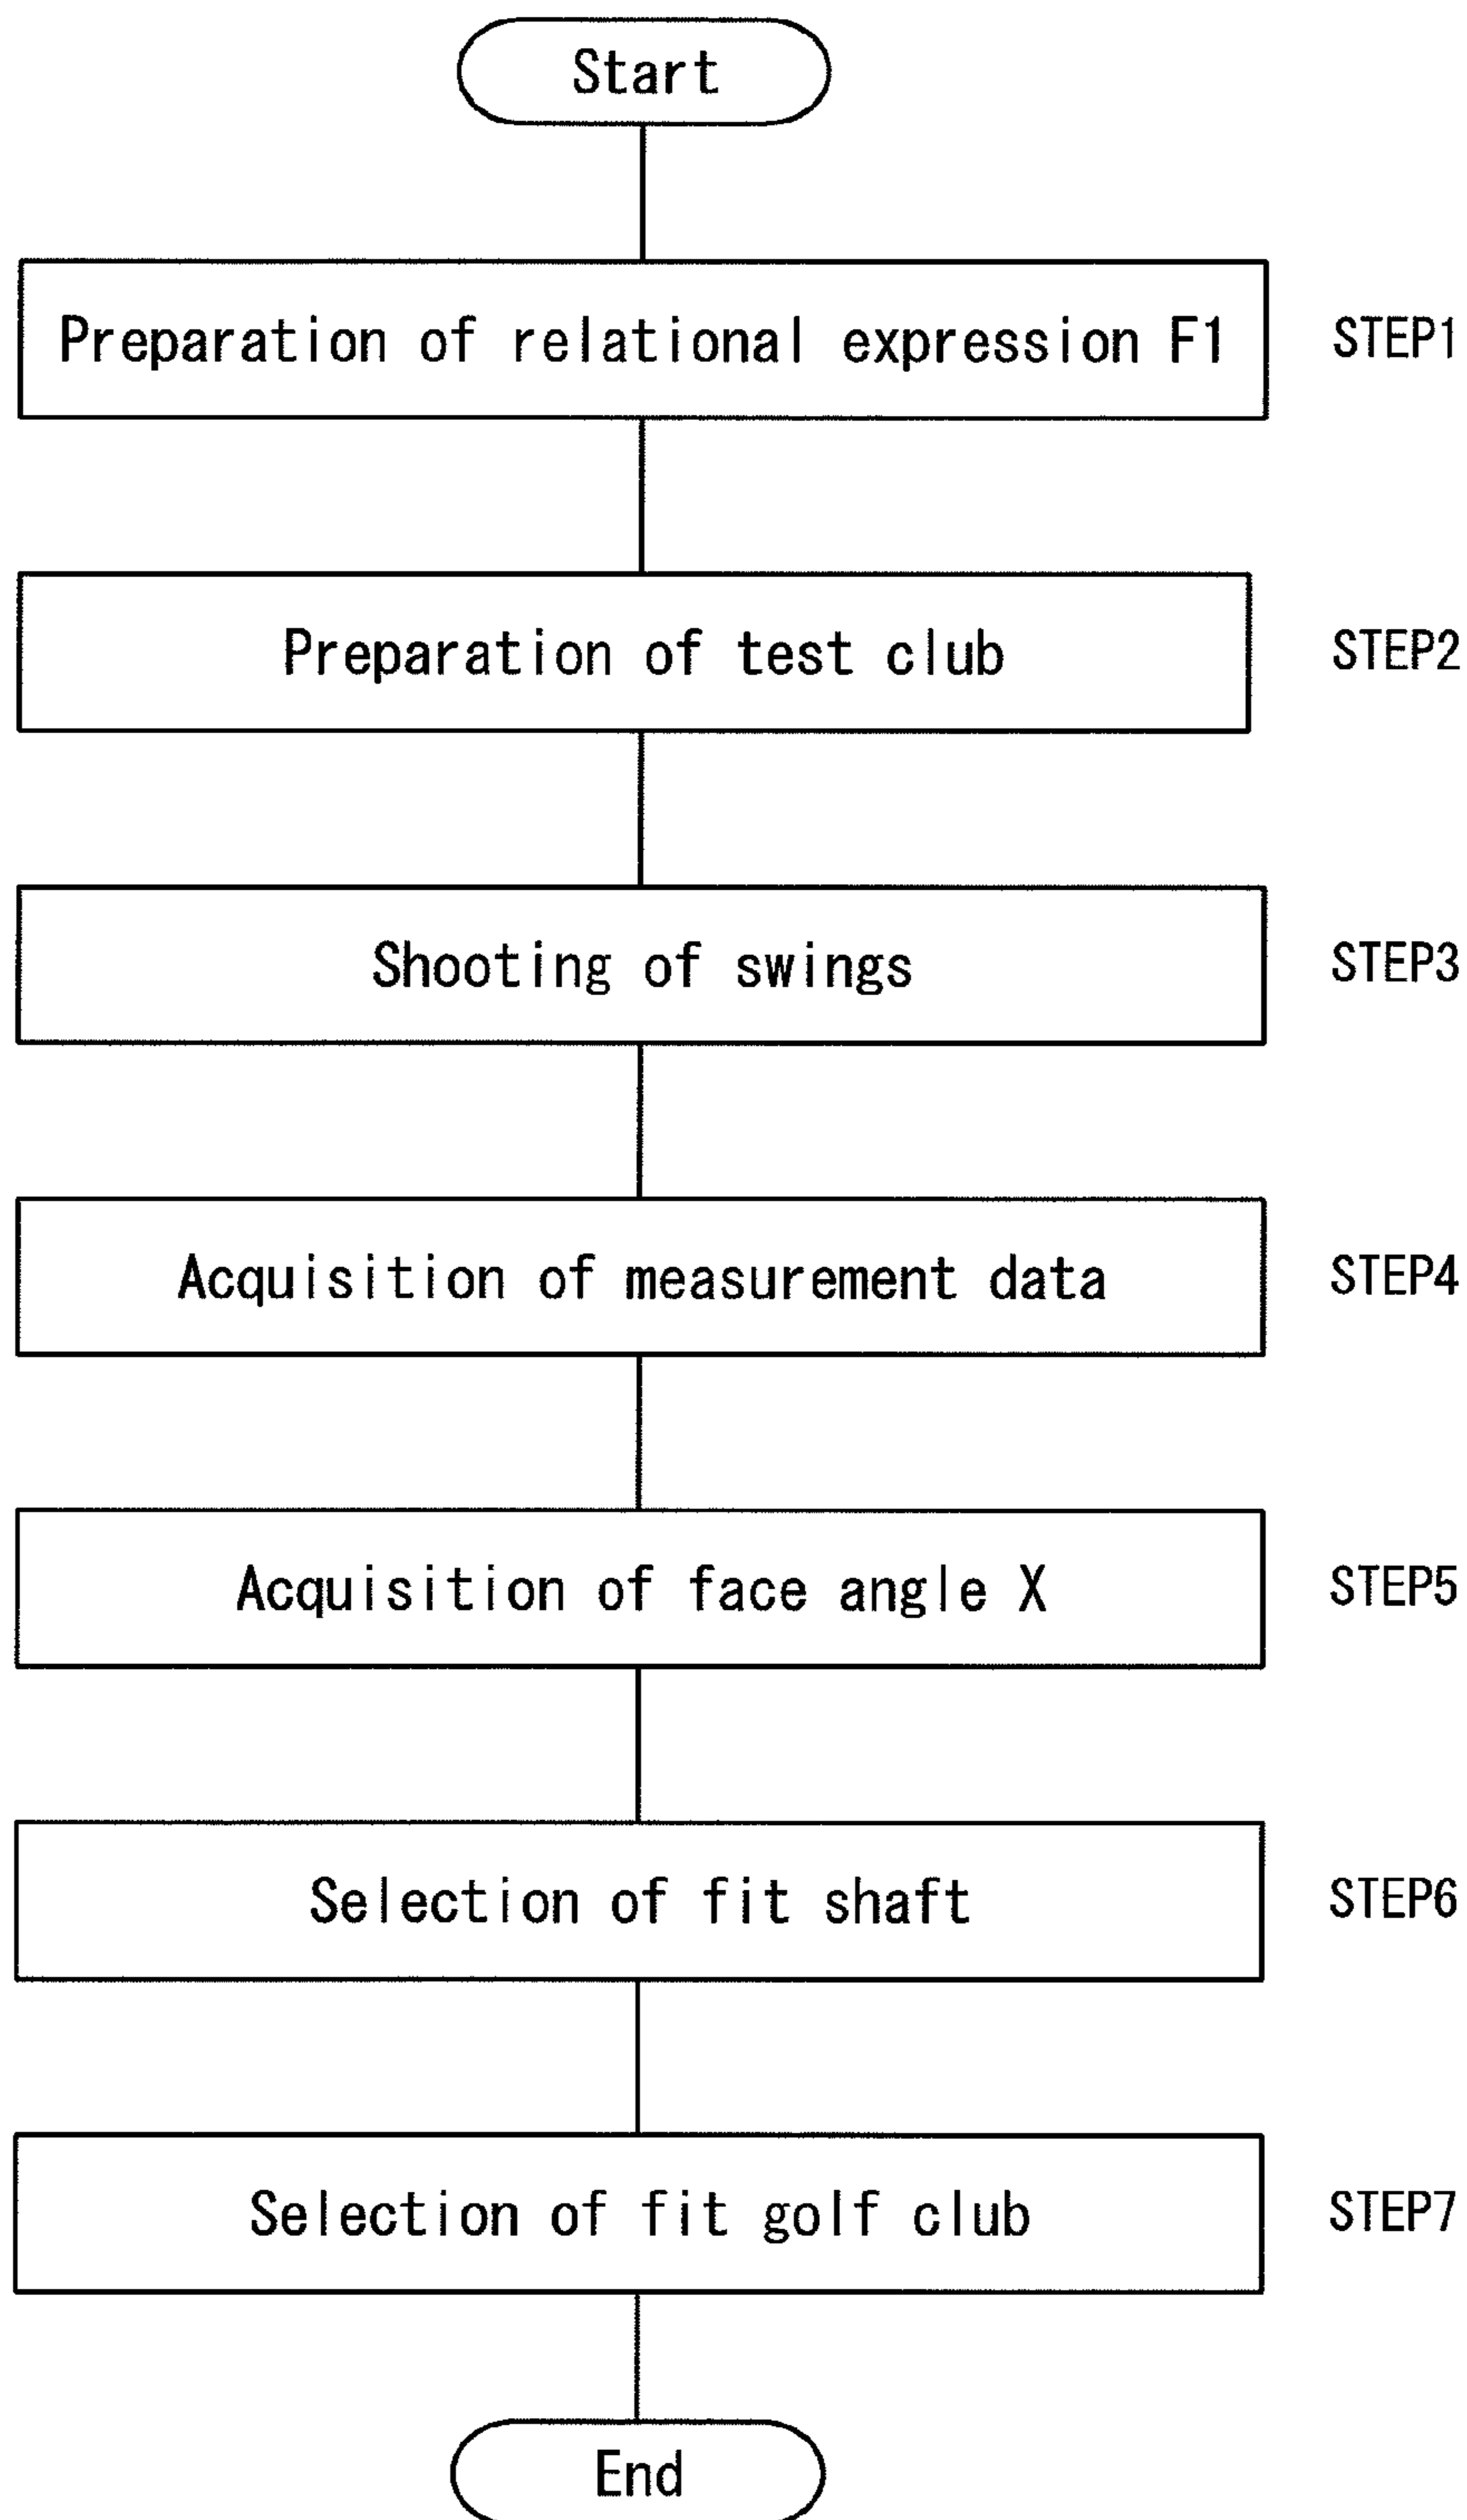 Start
Preparation of relational expression F1 STEP1
Preparation of test club STEP2
Shooting of swings STEP3
Acquisition of measurement data STEP4
Acquisition of face angle X STEP5
Selection of fit shaft STEP6
Selection of fit golf club STEP7
End